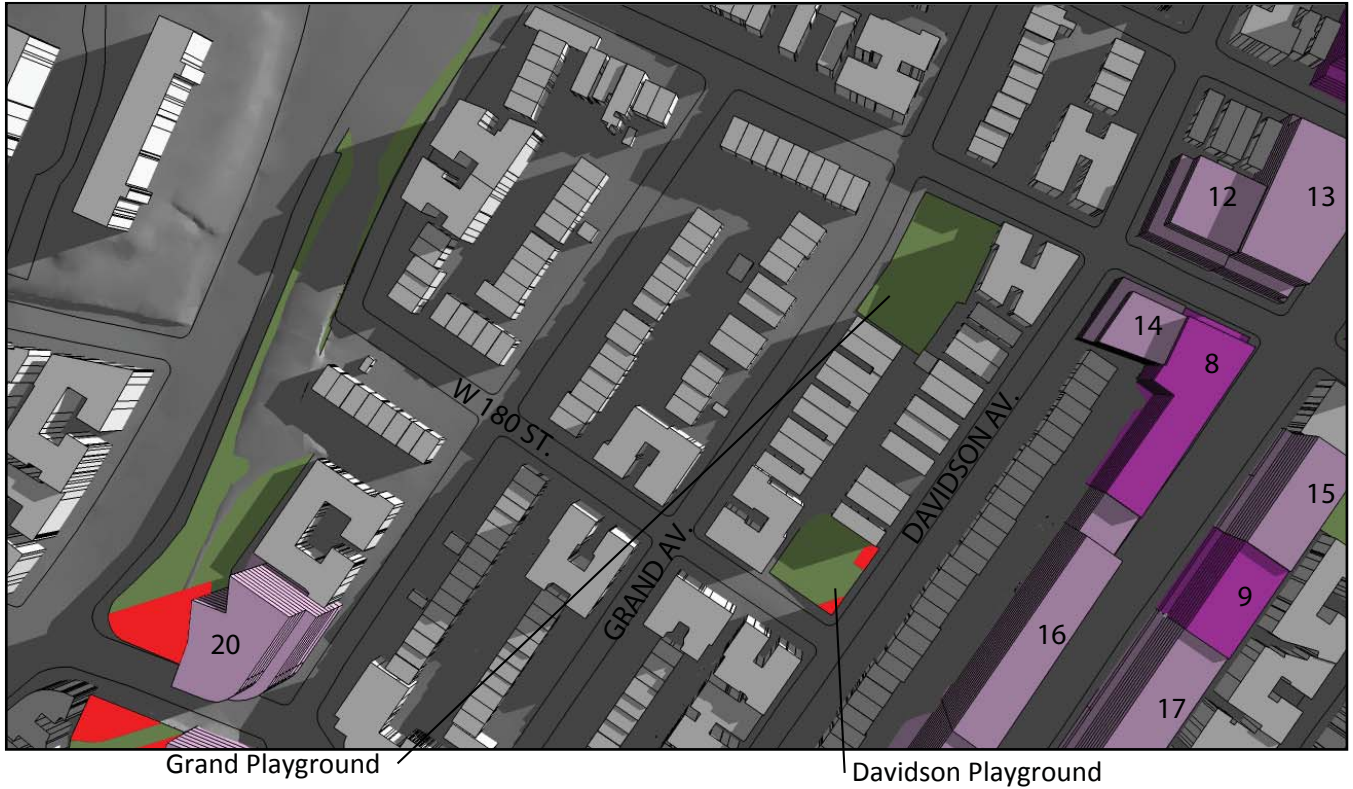 12
13
14
8
W 180 ST.
DAVIDSON AV.
15
GRAND AV.
9
16
20
17
Grand Playground
Davidson Playground